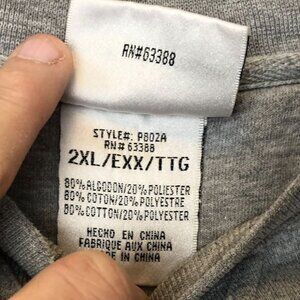 RN#63388
STYLE#: P802A
RN# 63388
2XL/EXX/TTG
80%ALGODON/20%POLIESTER
80%COTON/20%POLYESTRE
80%COTTON/20%POLYESTER
HECHO EN CHINA
FABRIQUE AUX CHINA
MADE IN CHINA